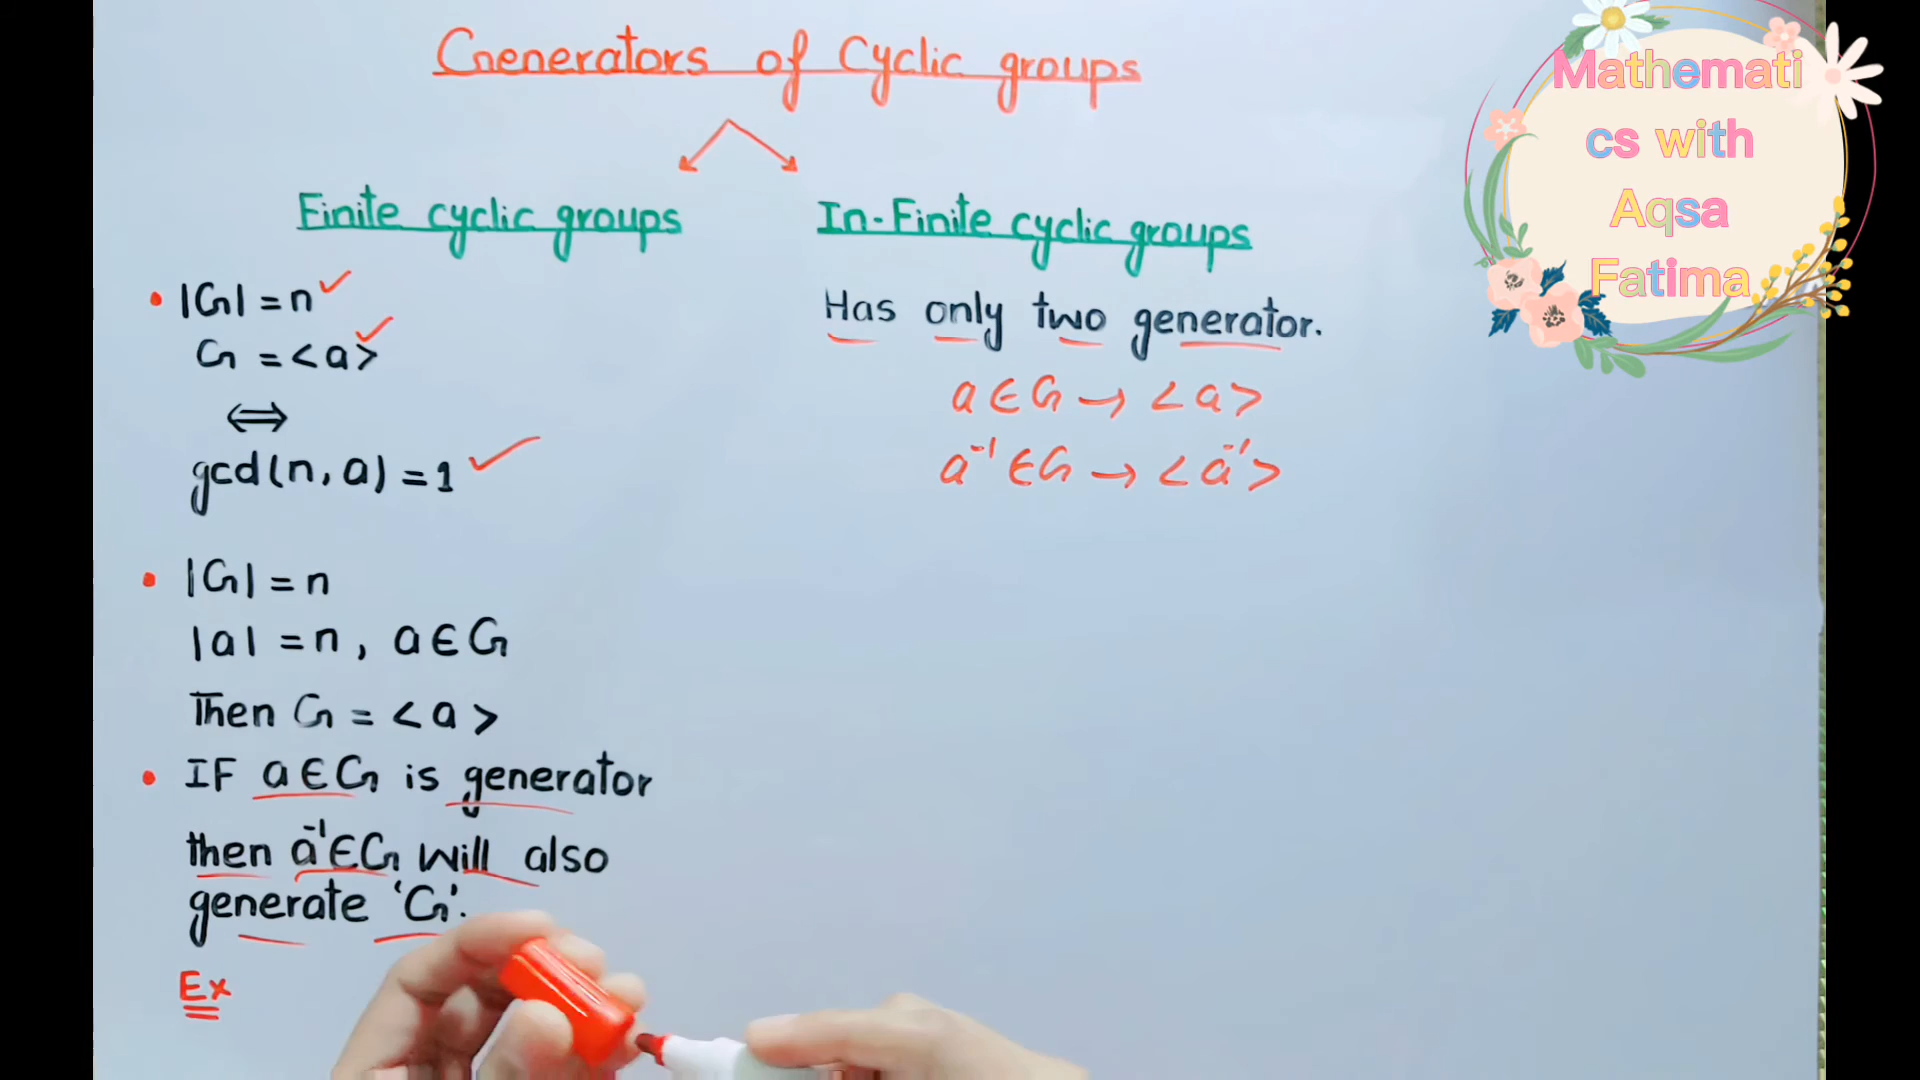 Generators of Cyclic groups
Finite cyclic groups
|G| = n
G = <a>
⟺
gcd(n, a) = 1
|G| = n
|a| = n, a∈G
Then G = <a>
IF a∈G is generator
then a⁻¹∈G will also
generate 'G'.
Ex
In-Finite cyclic groups
Has only two generator.
a∈G → <a>
a⁻¹∈G → <a⁻¹>
Mathemati
cs with
Aqsa
Fatima